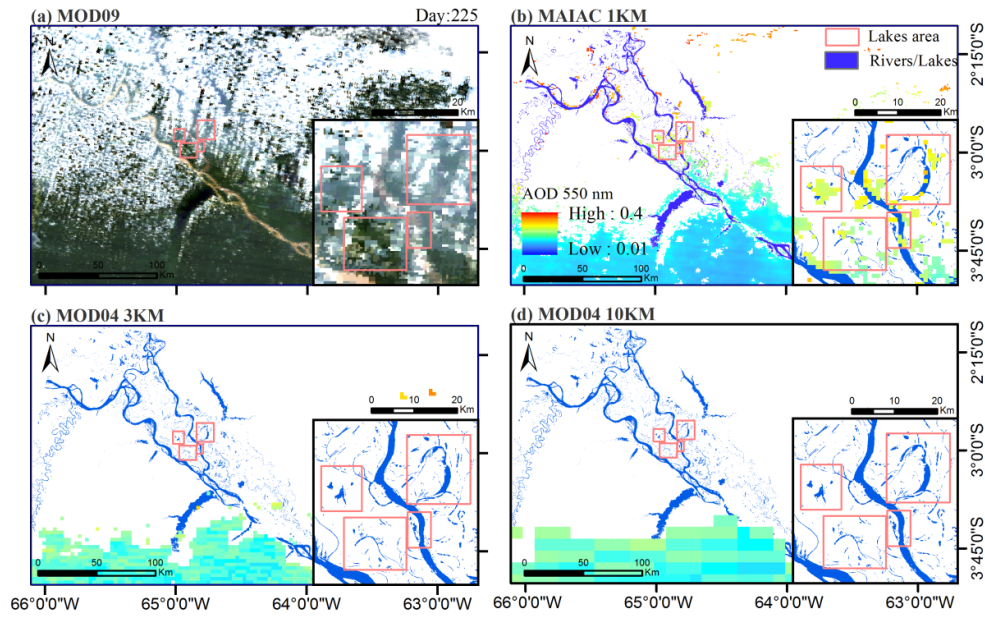 (a) MOD09
Day:225
N
0 10 20
Km
0 50 100
Km
(b) MAIAC 1KM
Lakes area
Rivers/Lakes
N
0 10 20
Km
AOD 550 nm
High : 0.4
Low : 0.01
0 50 100
Km
2°15'0"S
3°0'0"S
3°45'0"S
(c) MOD04 3KM
N
0 10 20
Km
0 50 100
Km
(d) MOD04 10KM
N
0 10 20
Km
0 50 100
Km
2°15'0"S
3°0'0"S
3°45'0"S
66°0'0"W 65°0'0"W 64°0'0"W 63°0'0"W
66°0'0"W 65°0'0"W 64°0'0"W 63°0'0"W